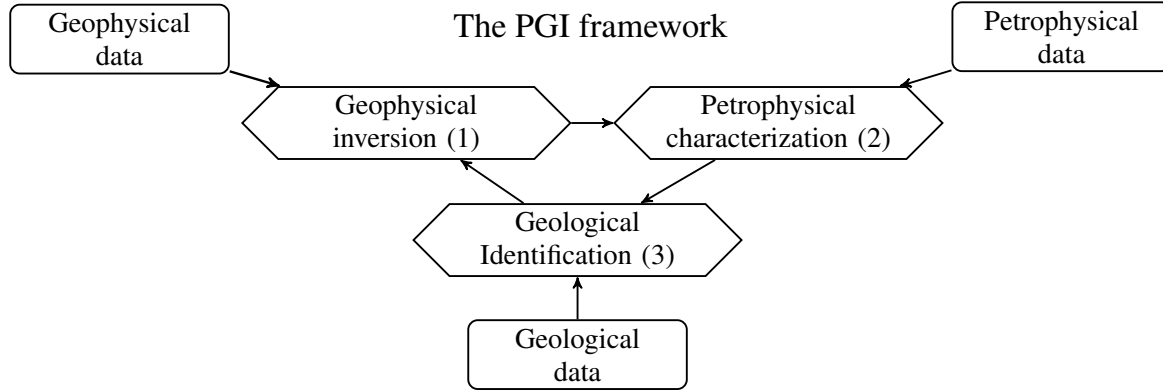 Geophysical
data
The PGI framework
Petrophysical
data
Geophysical
inversion (1)
Petrophysical
characterization (2)
Geological
Identification (3)
Geological
data